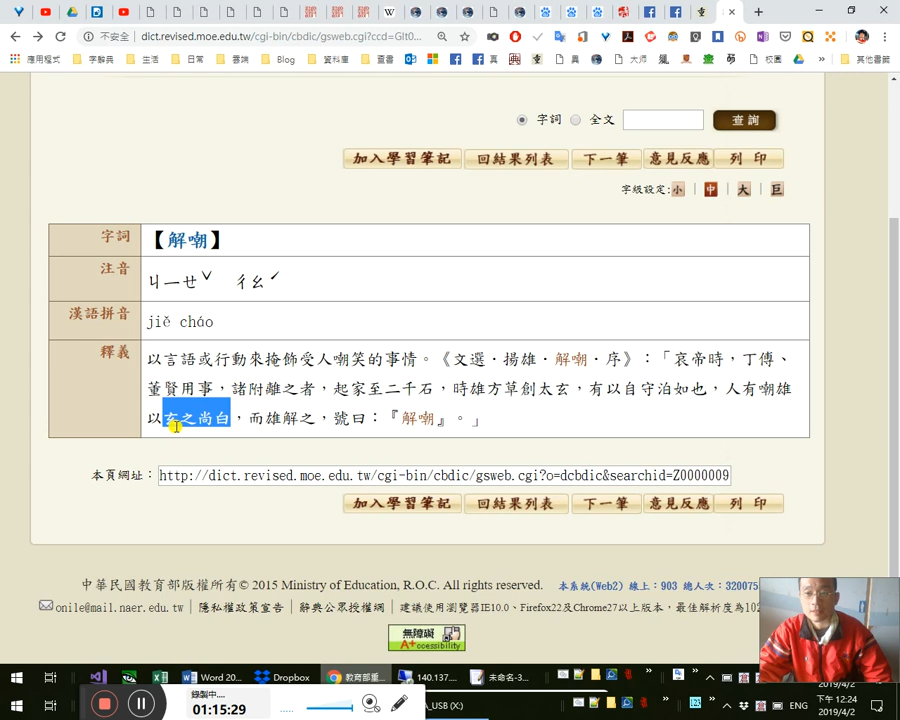 不安全 dict.revised.moe.edu.tw/cgi-bin/cbdic/gsweb.cgi?ccd=GIt0...
應用程式 字辭典 生活 日常 雲端 Blog 資料庫 查書 真 異 大師 校園 其他書籤
字詞 全文 查詢
加入學習筆記 回結果列表 下一筆 意見反應 列印
字級設定: 小 中 大 巨
字詞 【解嘲】
注音 ㄐㄧㄝˇ ㄔㄠˊ
漢語拼音 jiě cháo
釋義 以言語或行動來掩飾受人嘲笑的事情。《文選．揚雄．解嘲．序》：「哀帝時，丁傅、
董賢用事，諸附離之者，起家至二千石，時雄方草創太玄，有以自守泊如也，人有嘲雄
以玄之尚白，而雄解之，號曰：『解嘲』。」
本頁網址： http://dict.revised.moe.edu.tw/cgi-bin/cbdic/gsweb.cgi?o=dcbdic&searchid=Z0000009
加入學習筆記 回結果列表 下一筆 意見反應 列印
中華民國教育部版權所有© 2015 Ministry of Education, R.O.C. All rights reserved. 本系統(Web2) 線上：903 總人次：320075
onile@mail.naer.edu.tw │隱私權政策宣告│辭典公眾授權網│ 建議使用瀏覽器IE10.0、Firefox22及Chrome27以上版本，最佳解析度為102
無障礙
A+ccessibility
Word 20... Dropbox 教育部重... 140.137... 未命名-3...
錄製中...
01:15:29
A_USB (X:)
ENG
2019/4/2
下午 12:24
2019/4/2